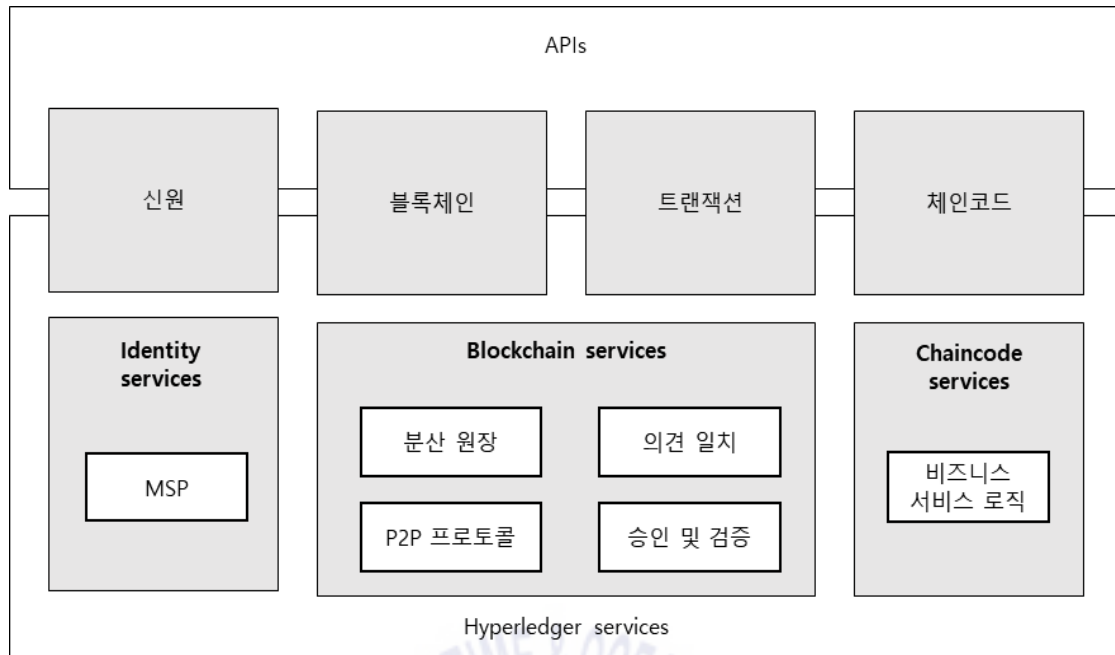 APIs
신원
블록체인
트랜잭션
체인코드
Identity
services
MSP
Blockchain services
분산 원장
의견 일치
P2P 프로토콜
승인 및 검증
Chaincode
services
비즈니스
서비스 로직
Hyperledger services